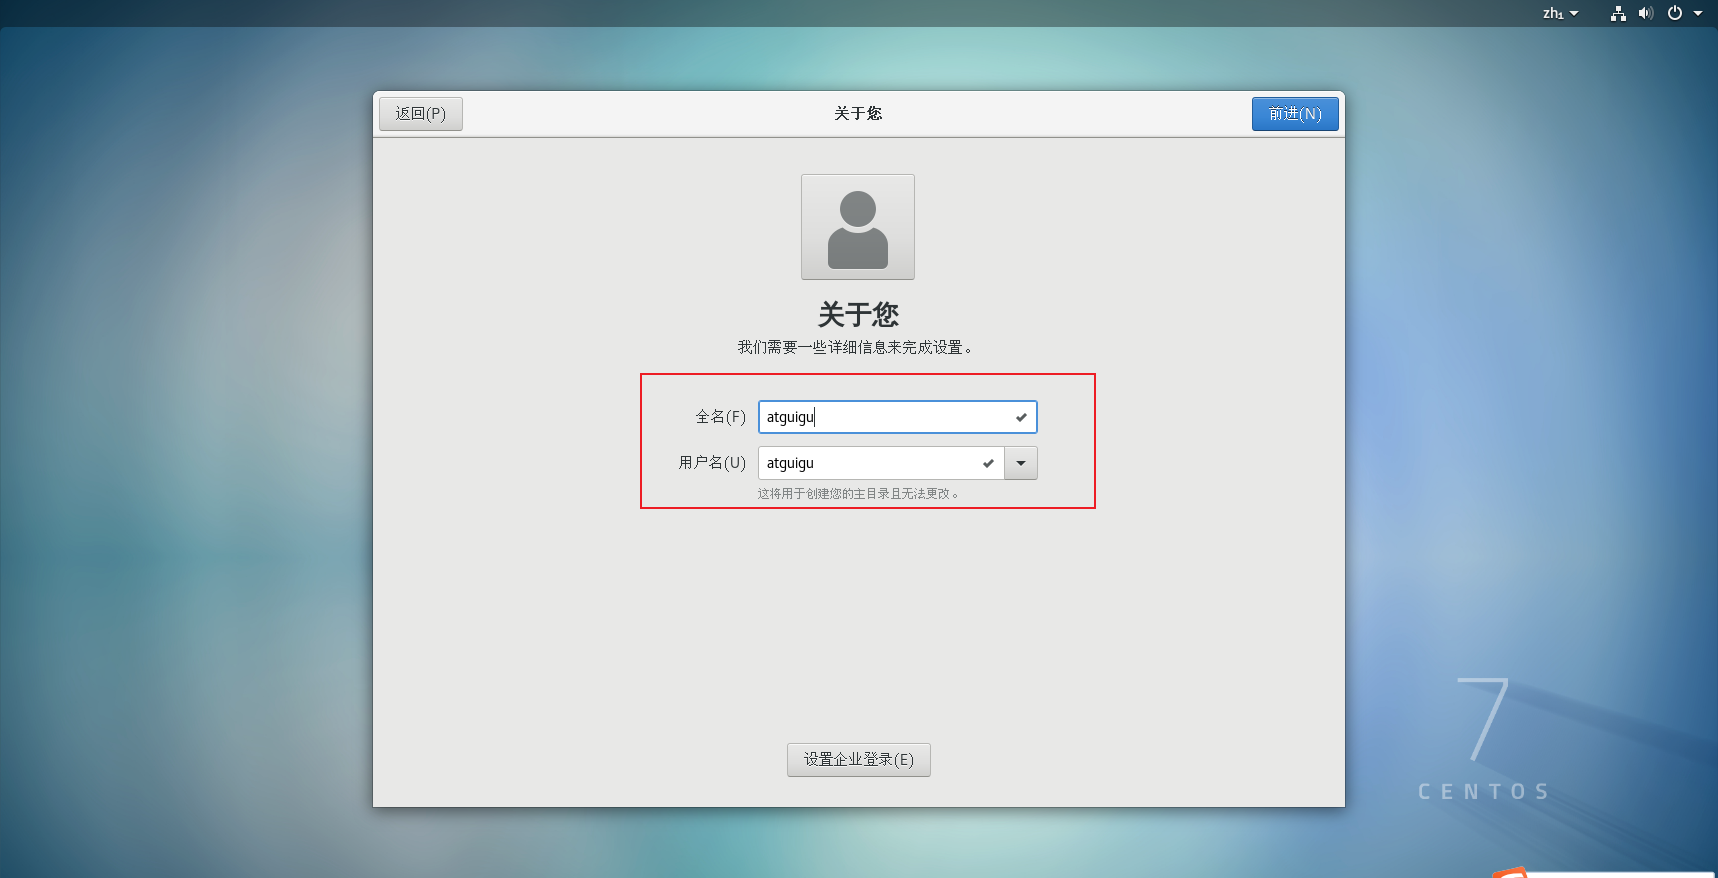 zh₁
返回(P)
关于您
前进(N)
关于您
我们需要一些详细信息来完成设置。
全名(F)
atguigu
用户名(U)
atguigu
这将用于创建您的主目录且无法更改。
设置企业登录(E)
7
CENTOS